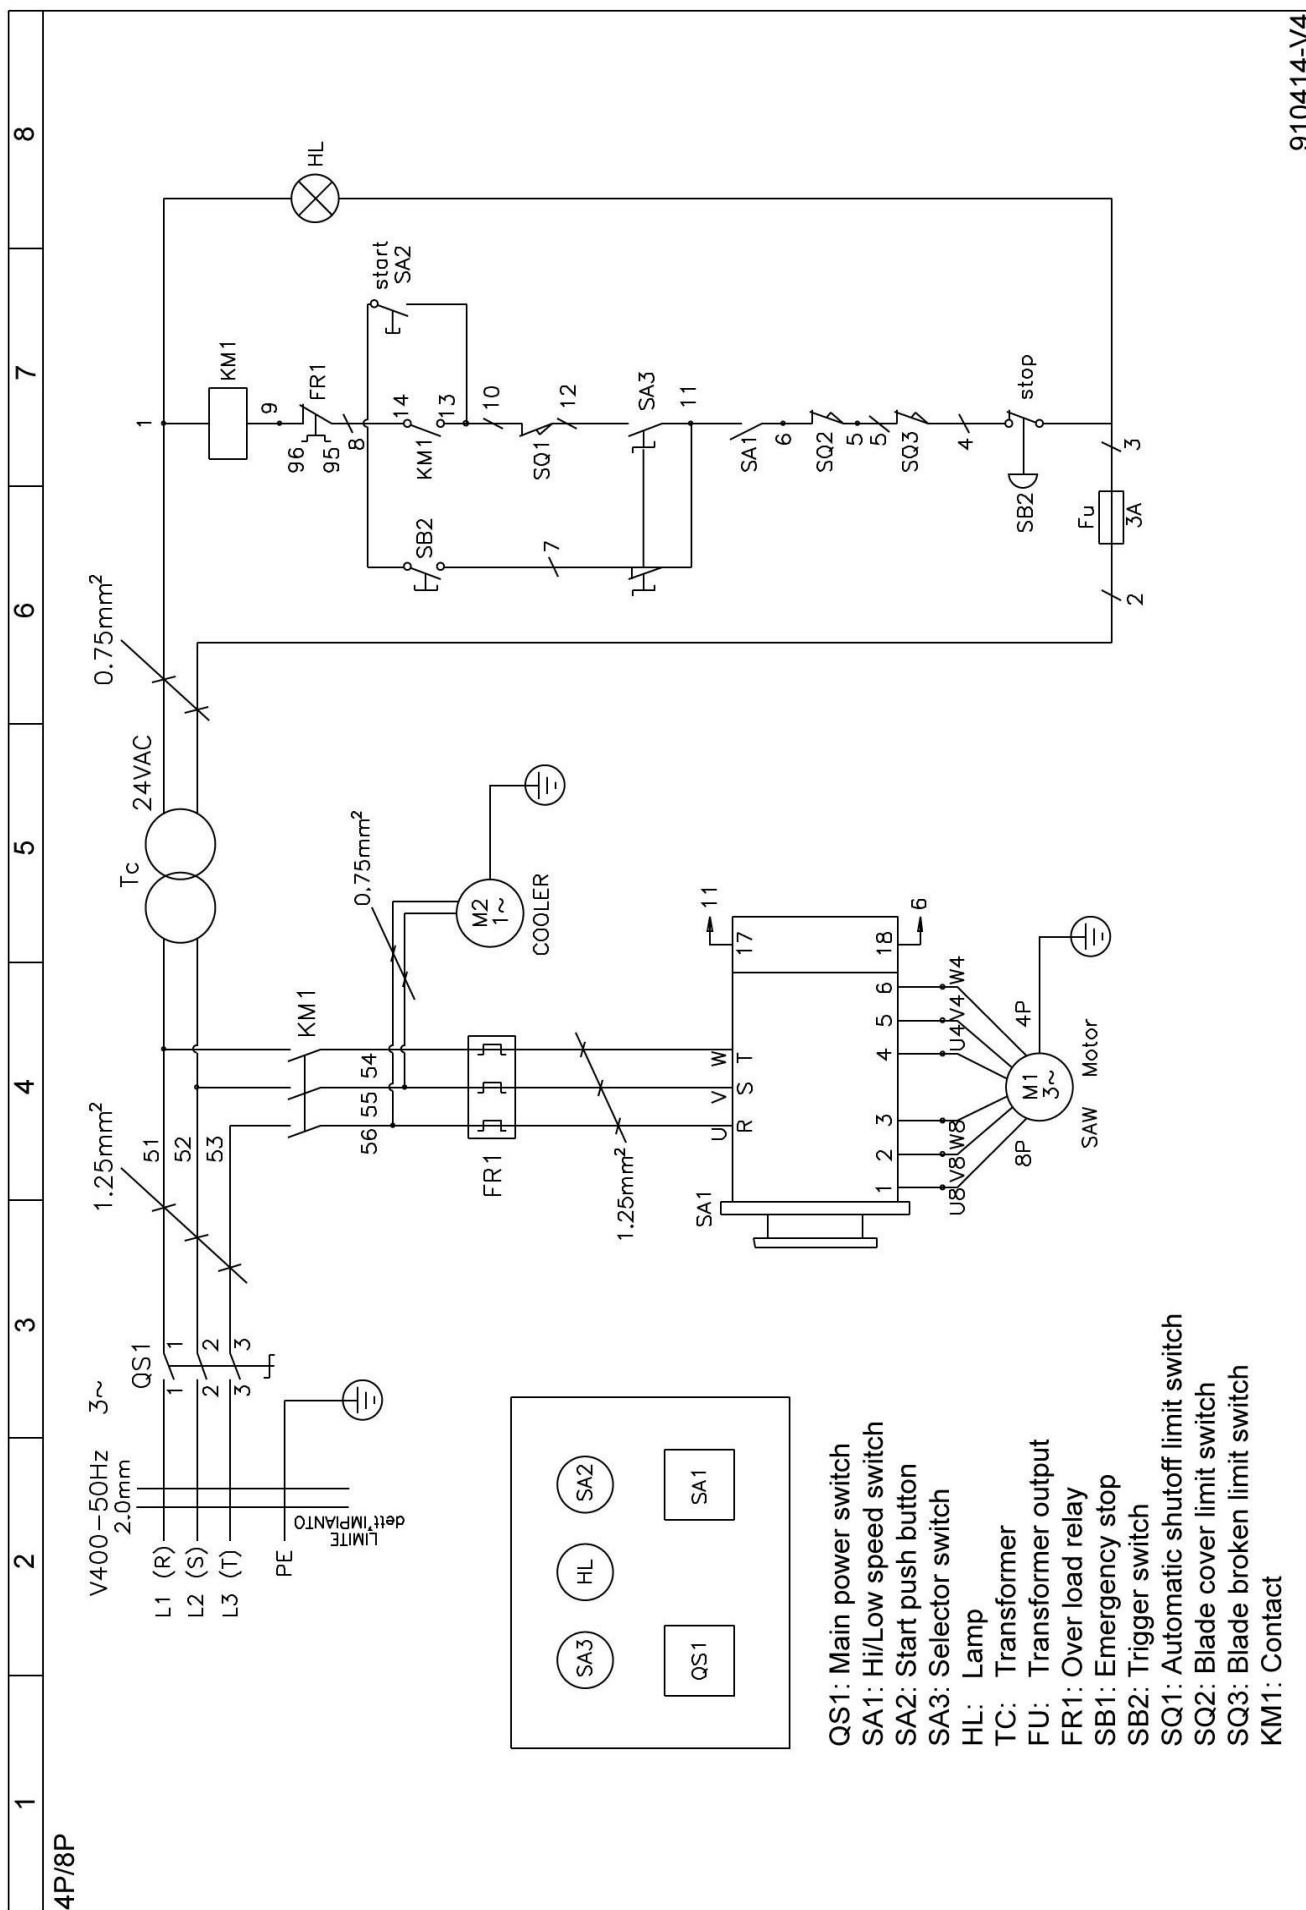 1 2 3 4 5 6 7 8
4P/8P
V400-50Hz 3~
2.0mm
L1 (R)
L2 (S)
L3 (T)
PE
LIMITE
dell'IMPIANTO
QS1
1 1
2 2
3 3
1.25mm²
51
52
53
KM1
56 55 54
FR1
1.25mm²
U V W
R S T
SA1
17
11
18
6
1 2 3 4 5 6
U8 V8 W8 U4 V4 W4
8P
4P
M1
3~
SAW Motor
Tc
24VAC
0.75mm²
0.75mm²
M2
1~
COOLER
1
KM1
9
96
FR1
95
8
start
SA2
14
KM1
13
SB2
10
SQ1
12
7
SA3
11
SA1
6
SQ2
5
5
SQ3
4
SB2
stop
3
Fu
3A
2
HL
SA3 HL SA2
QS1 SA1
QS1: Main power switch
SA1: Hi/Low speed switch
SA2: Start push button
SA3: Selector switch
HL: Lamp
TC: Transformer
FU: Transformer output
FR1: Over load relay
SB1: Emergency stop
SB2: Trigger switch
SQ1: Automatic shutoff limit switch
SQ2: Blade cover limit switch
SQ3: Blade broken limit switch
KM1: Contact
910414-V4